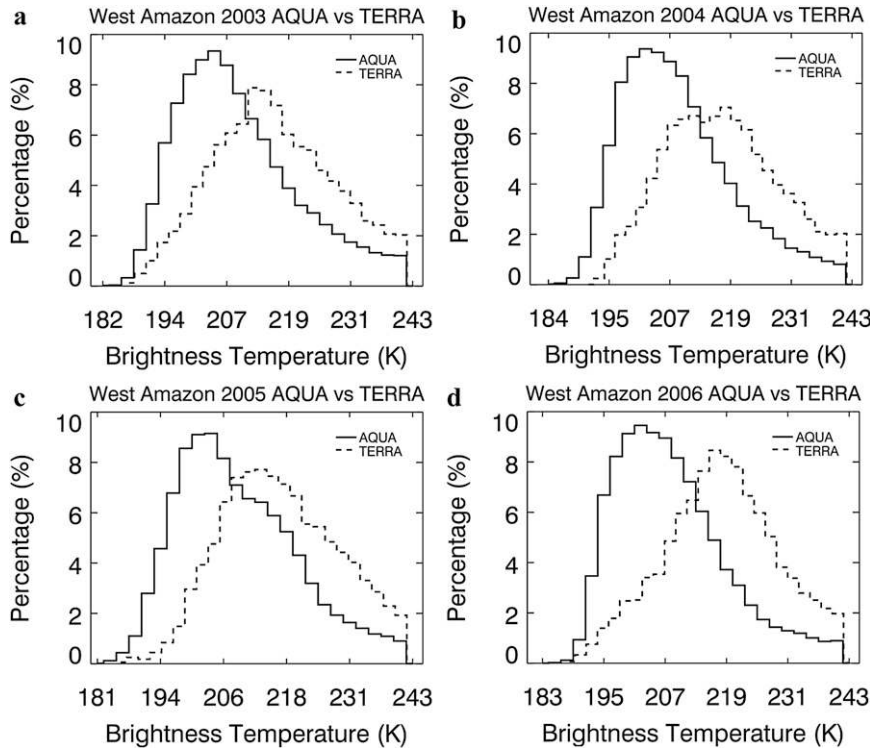 a West Amazon 2003 AQUA vs TERRA
10
8
6
4
2
0
Percentage (%)
AQUA
TERRA
182 194 207 219 231 243
Brightness Temperature (K)
b West Amazon 2004 AQUA vs TERRA
10
8
6
4
2
0
Percentage (%)
AQUA
TERRA
184 195 207 219 231 243
Brightness Temperature (K)
c West Amazon 2005 AQUA vs TERRA
10
8
6
4
2
0
Percentage (%)
AQUA
TERRA
181 194 206 218 231 243
Brightness Temperature (K)
d West Amazon 2006 AQUA vs TERRA
10
8
6
4
2
0
Percentage (%)
AQUA
TERRA
183 195 207 219 231 243
Brightness Temperature (K)